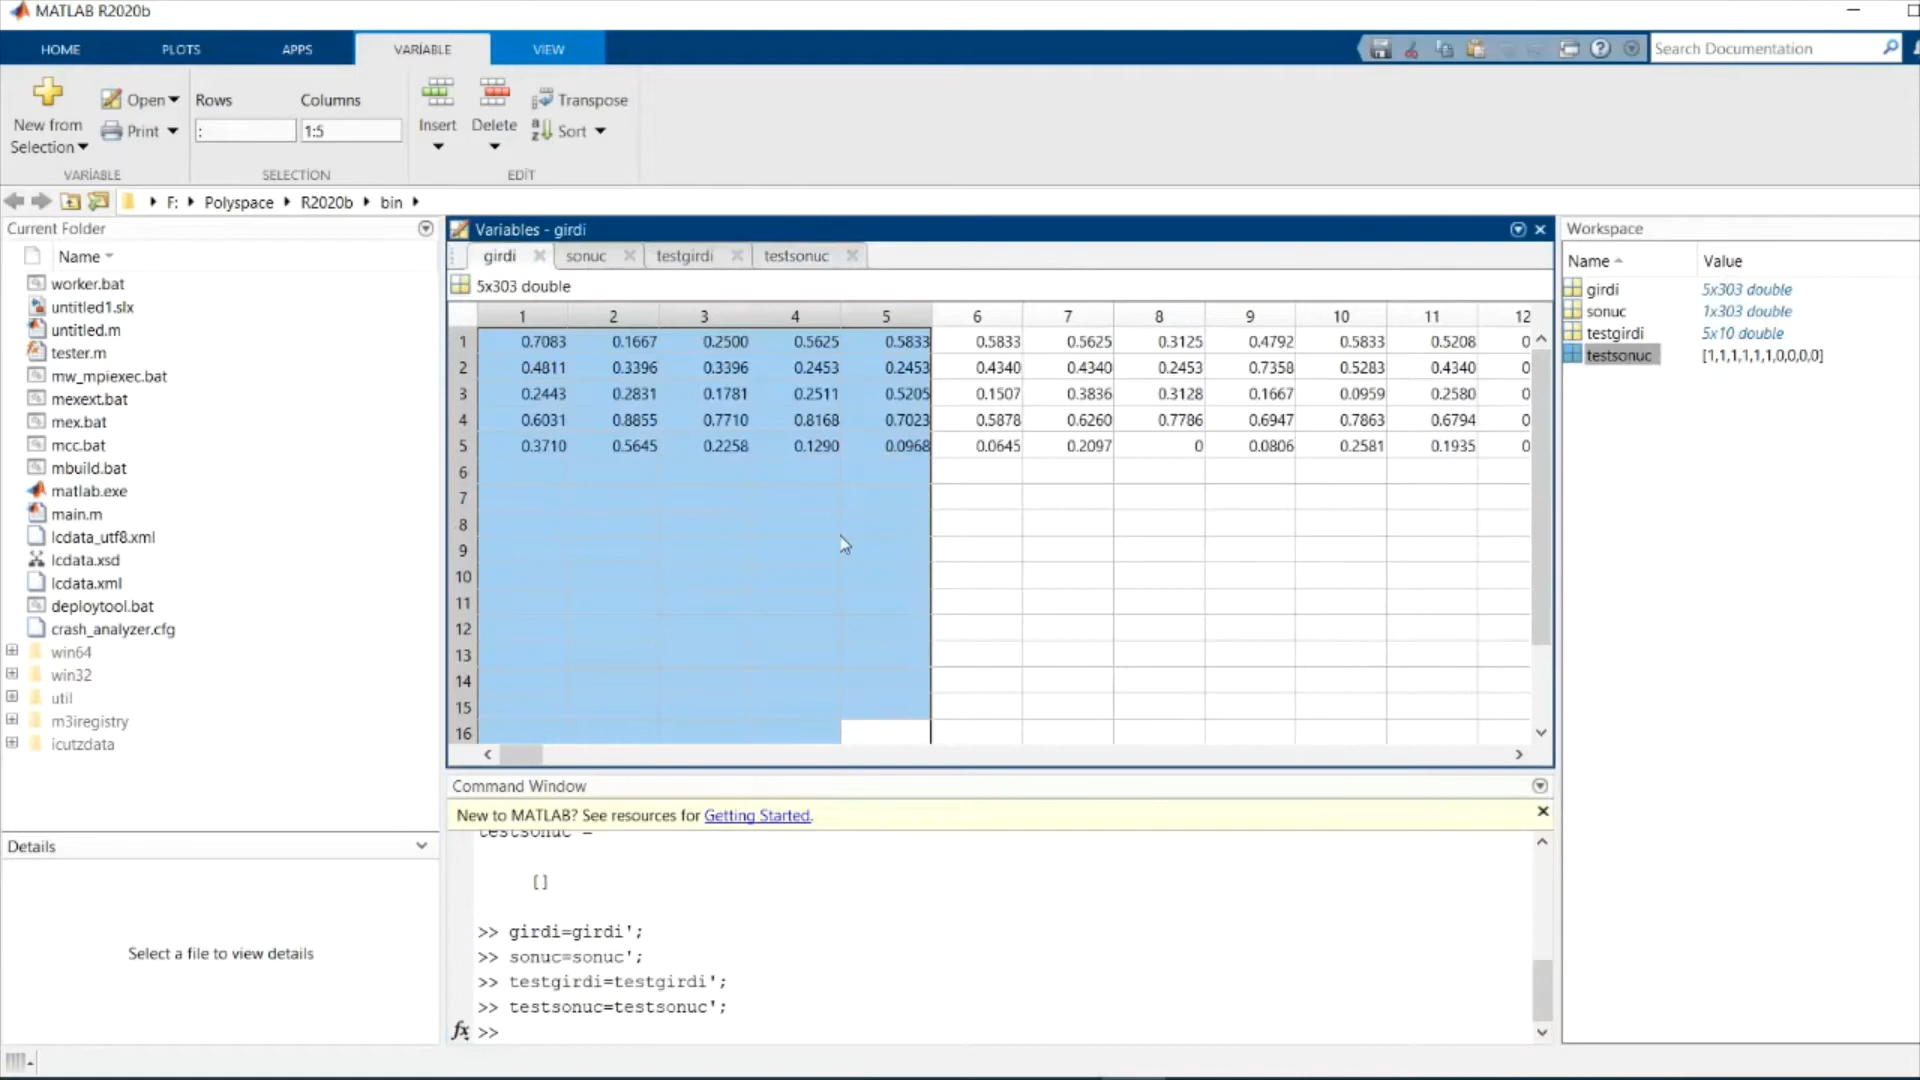 MATLAB R2020b
HOME PLOTS APPS VARİABLE VIEW
Search Documentation
New from Selection
Open
Print
Rows
:
Columns
1:5
Insert
Delete
Transpose
Sort
VARİABLE SELECTİON EDİT
F: Polyspace R2020b bin
Current Folder
Name
worker.bat
untitled1.slx
untitled.m
tester.m
mw_mpiexec.bat
mexext.bat
mex.bat
mcc.bat
mbuild.bat
matlab.exe
main.m
lcdata_utf8.xml
lcdata.xsd
lcdata.xml
deploytool.bat
crash_analyzer.cfg
win64
win32
util
m3iregistry
icutzdata
Details
Select a file to view details
Variables - girdi
girdi sonuc testgirdi testsonuc
5x303 double
1 2 3 4 5 6 7 8 9 10 11 12
1 0.7083 0.1667 0.2500 0.5625 0.5833 0.5833 0.5625 0.3125 0.4792 0.5833 0.5208 0
2 0.4811 0.3396 0.3396 0.2453 0.2453 0.4340 0.4340 0.2453 0.7358 0.5283 0.4340 0
3 0.2443 0.2831 0.1781 0.2511 0.5205 0.1507 0.3836 0.3128 0.1667 0.0959 0.2580 0
4 0.6031 0.8855 0.7710 0.8168 0.7023 0.5878 0.6260 0.7786 0.6947 0.7863 0.6794 0
5 0.3710 0.5645 0.2258 0.1290 0.0968 0.0645 0.2097 0 0.0806 0.2581 0.1935 0
6
7
8
9
10
11
12
13
14
15
16
Command Window
New to MATLAB? See resources for Getting Started.
testsonuc =
[]
>> girdi=girdi';
>> sonuc=sonuc';
>> testgirdi=testgirdi';
>> testsonuc=testsonuc';
fx >>
Workspace
Name Value
girdi 5x303 double
sonuc 1x303 double
testgirdi 5x10 double
testsonuc [1,1,1,1,1,1,0,0,0,0]